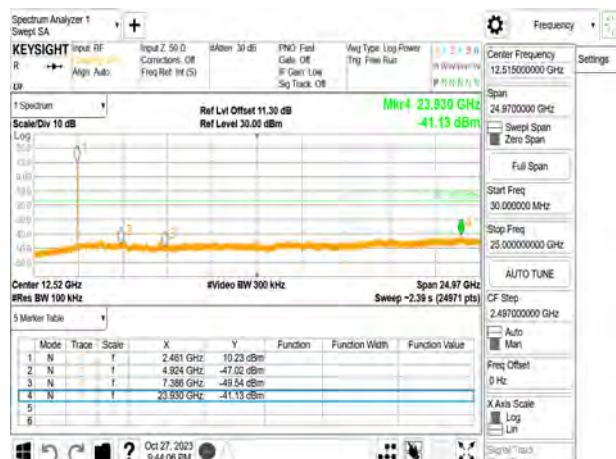 Spectrum Analyzer 1
Swept SA
Frequency
KEYSIGHT
Input: RF
Align: Auto
Input Z: 50 Ω
Corrections: Off
Freq Ref: Int (S)
#Atten: 30 dB
PNO: Fast
Gate: Off
IF Gain: Low
Sig Track: Off
Avg Type: Log-Power
Trig: Free Run
Center Frequency
12.515000000 GHz
Settings
Span
24.9700000 GHz
Swept Span
Zero Span
Full Span
Start Freq
30.000000 MHz
Stop Freq
25.000000000 GHz
AUTO TUNE
CF Step
2.497000000 GHz
Auto
Man
Freq Offset
0 Hz
X Axis Scale
Log
Lin
Signal Track
1 Spectrum
Scale/Div 10 dB
Log
Ref Lvl Offset 11.30 dB
Ref Level 30.00 dBm
Mkr4 23.930 GHz
-41.13 dBm
Center 12.52 GHz
#Res BW 100 kHz
#Video BW 300 kHz
Span 24.97 GHz
Sweep ~2.39 s (24971 pts)
5 Marker Table
Mode Trace Scale X Y Function Function Width Function Value
1 N f 2.461 GHz 10.23 dBm
2 N f 4.924 GHz -47.02 dBm
3 N f 7.386 GHz -49.54 dBm
4 N f 23.930 GHz -41.13 dBm
5
6
Oct 27, 2023
9:44:06 PM